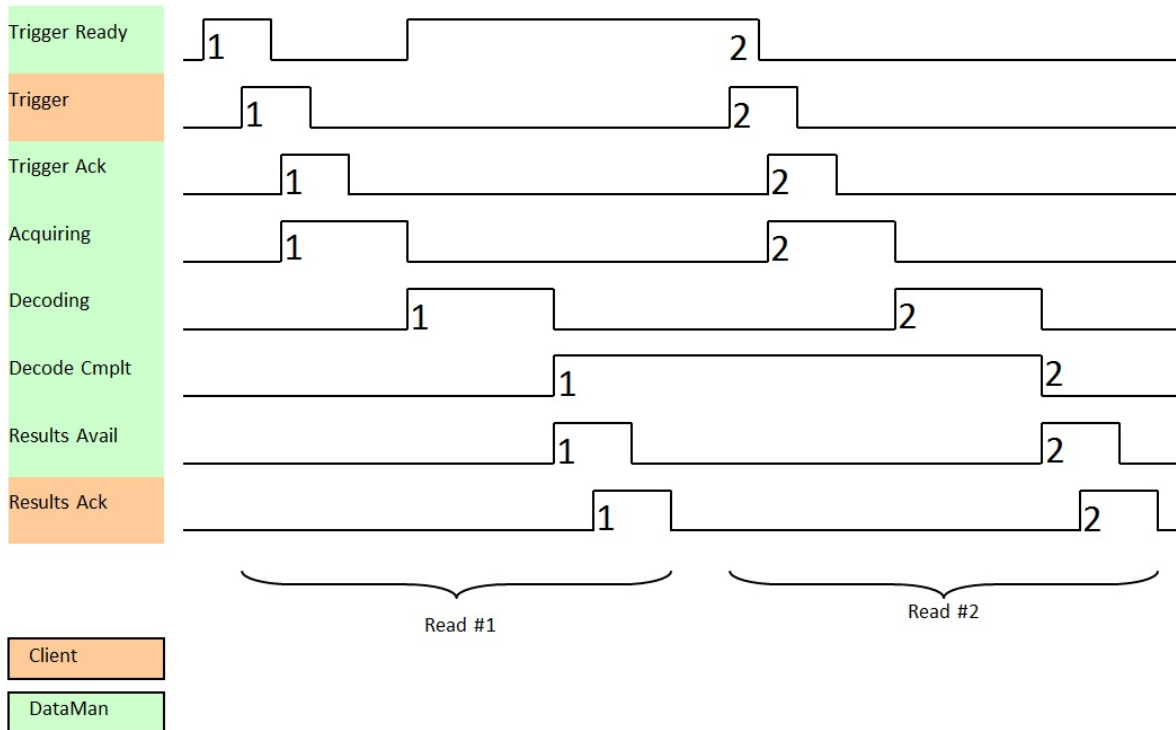 Trigger Ready
1
2
Trigger
1
2
Trigger Ack
1
2
Acquiring
1
2
Decoding
1
2
Decode Cmplt
1
2
Results Avail
1
2
Results Ack
1
2
Read #1
Read #2
Client
DataMan